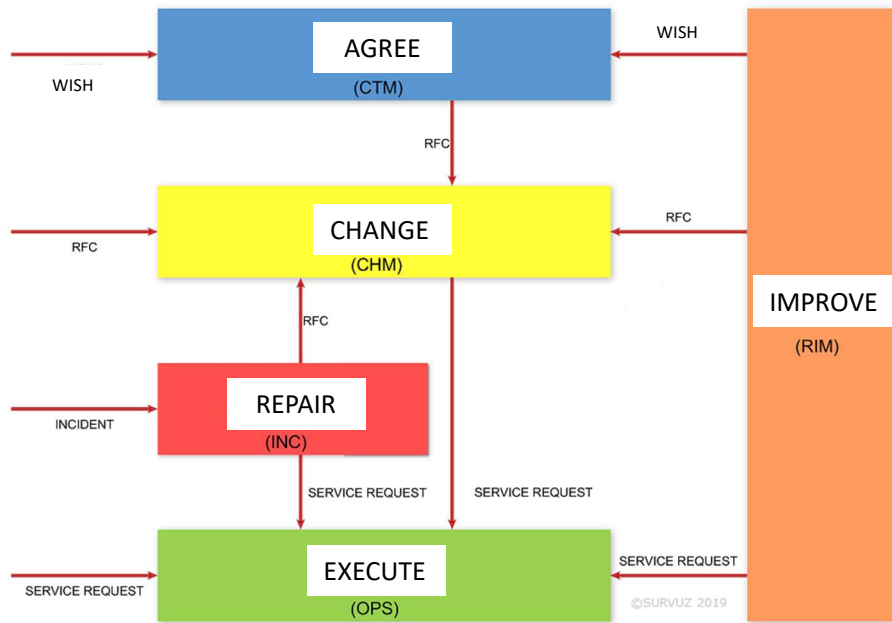 AGREE
(CTM)
WISH
WISH
RFC
CHANGE
(CHM)
RFC
RFC
IMPROVE
(RIM)
RFC
REPAIR
(INC)
INCIDENT
SERVICE REQUEST
SERVICE REQUEST
EXECUTE
(OPS)
SERVICE REQUEST
SERVICE REQUEST
©SURVUZ 2019